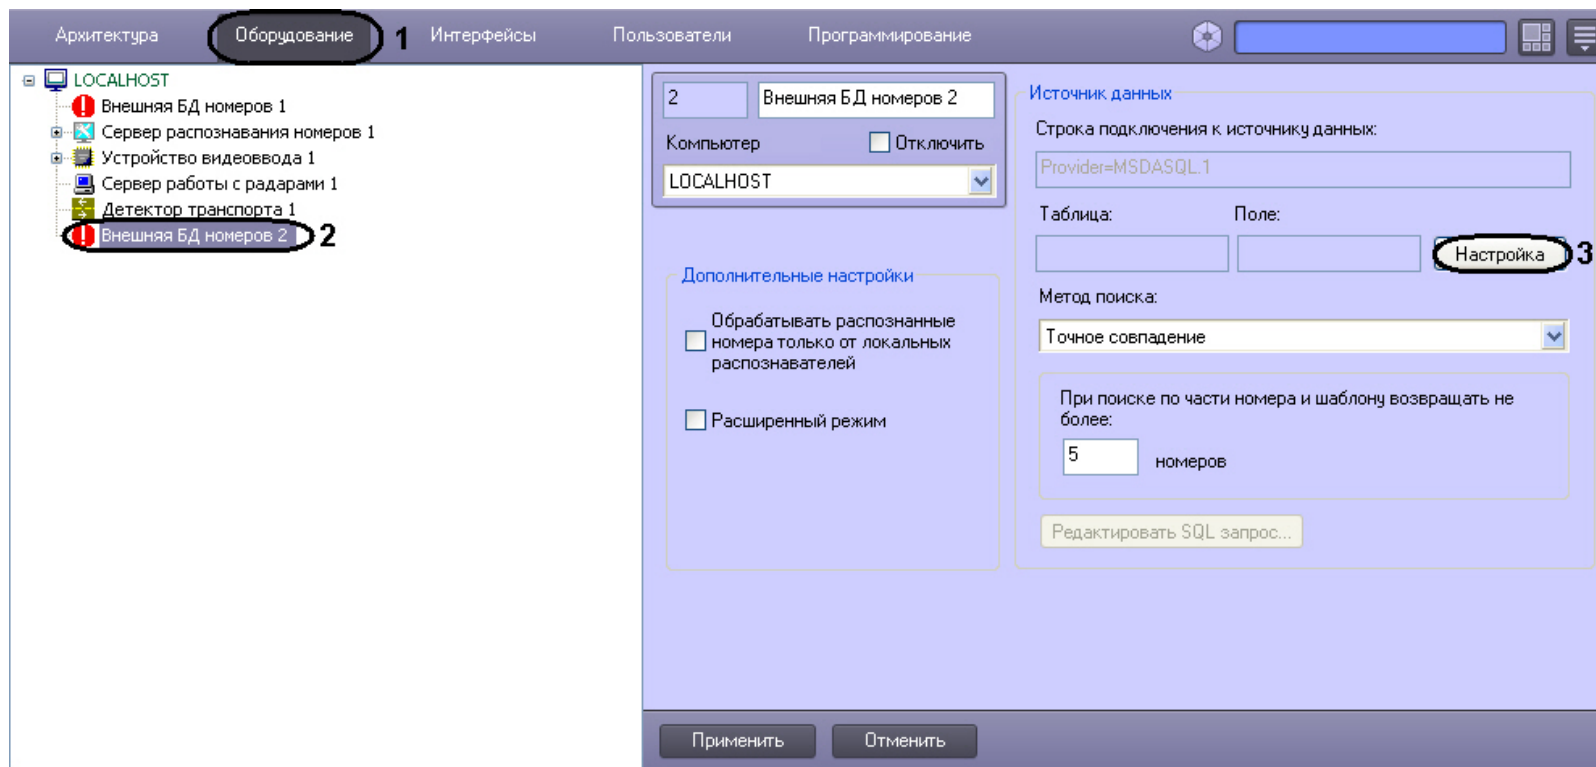 Архитектура Оборудование 1 Интерфейсы Пользователи Программирование
LOCALHOST
Внешняя БД номеров 1
Сервер распознавания номеров 1
Устройство видеоввода 1
Сервер работы с радарами 1
Детектор транспорта 1
Внешняя БД номеров 2 2
2 Внешняя БД номеров 2
Компьютер Отключить
LOCALHOST
Дополнительные настройки
Обрабатывать распознанные
номера только от локальных
распознавателей
Расширенный режим
Источник данных
Строка подключения к источнику данных:
Provider=MSDASQL.1
Таблица: Поле:
Настройка 3
Метод поиска:
Точное совпадение
При поиске по части номера и шаблону возвращать не
более:
5 номеров
Редактировать SQL запрос...
Применить Отменить